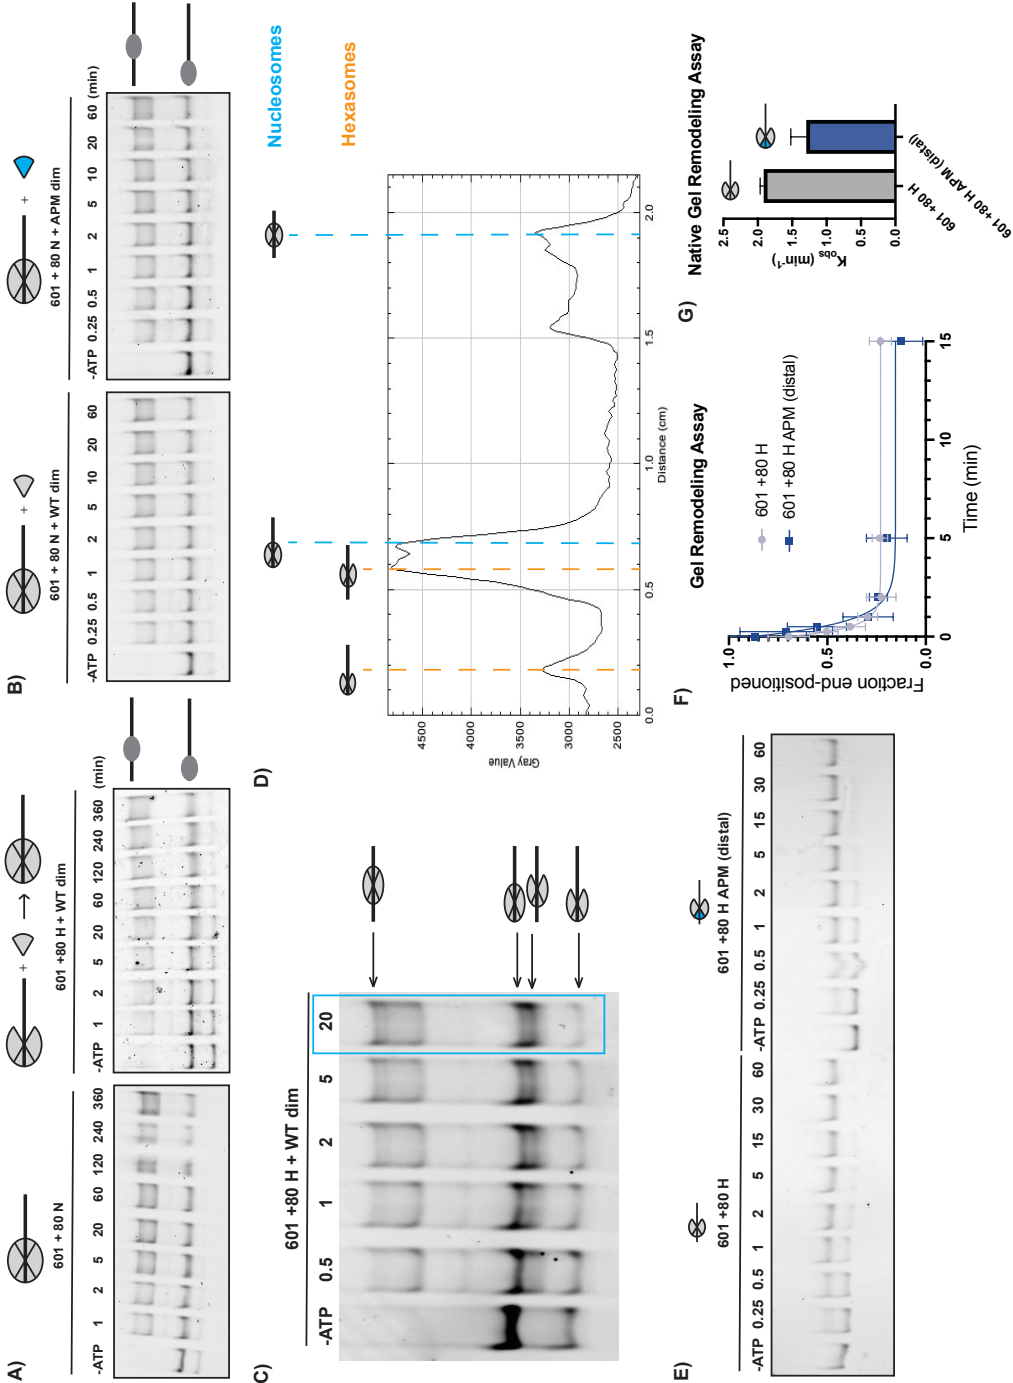 A)
601 + 80 N
-ATP 1 2 5 20 60 120 240 360
+
601 +80 H + WT dim
-ATP 1 2 5 20 60 120 240 360 (min)
B)
+
601 + 80 N + WT dim
-ATP 0.25 0.5 1 2 5 10 20 60
+
601 + 80 N + APM dim
-ATP 0.25 0.5 1 2 5 10 20 60 (min)
C)
601 +80 H + WT dim
-ATP 0.5 1 2 5 20
D)
Nucleosomes
Hexasomes
Gray Value
4500
4000
3500
3000
2500
0.0 0.5 1.0 1.5 2.0
Distance (cm)
E)
601 +80 H
-ATP 0.25 0.5 1 2 5 15 30 60
601 +80 H APM (distal)
-ATP 0.25 0.5 1 2 5 15 30 60
F)
Gel Remodeling Assay
Fraction end-positioned
1.0
0.5
0.0
601 +80 H
601 +80 H APM (distal)
0 5 10 15
Time (min)
G)
Native Gel Remodeling Assay
Kobs (min-1)
2.5
2.0
1.5
1.0
0.5
0.0
601 +80 H
601 +80 H APM (distal)